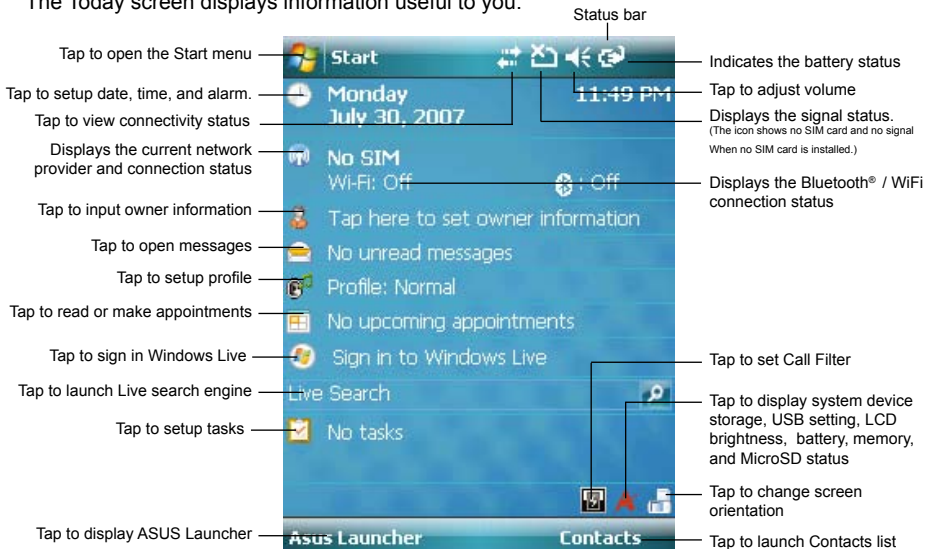 The Today screen displays information useful to you.
Status bar
Tap to open the Start menu
Tap to setup date, time, and alarm.
Tap to view connectivity status
Displays the current network
provider and connection status
Tap to input owner information
Tap to open messages
Tap to setup profile
Tap to read or make appointments
Tap to sign in Windows Live
Tap to launch Live search engine
Tap to setup tasks
Tap to display ASUS Launcher
Start
Monday 11:49 PM
July 30, 2007
No SIM
Wi-Fi: Off : Off
Tap here to set owner information
No unread messages
Profile: Normal
No upcoming appointments
Sign in to Windows Live
Live Search
No tasks
Asus Launcher Contacts
Indicates the battery status
Tap to adjust volume
Displays the signal status.
(The icon shows no SIM card and no signal
When no SIM card is installed.)
Displays the Bluetooth® / WiFi
connection status
Tap to set Call Filter
Tap to display system device
storage, USB setting, LCD
brightness, battery, memory,
and MicroSD status
Tap to change screen
orientation
Tap to launch Contacts list